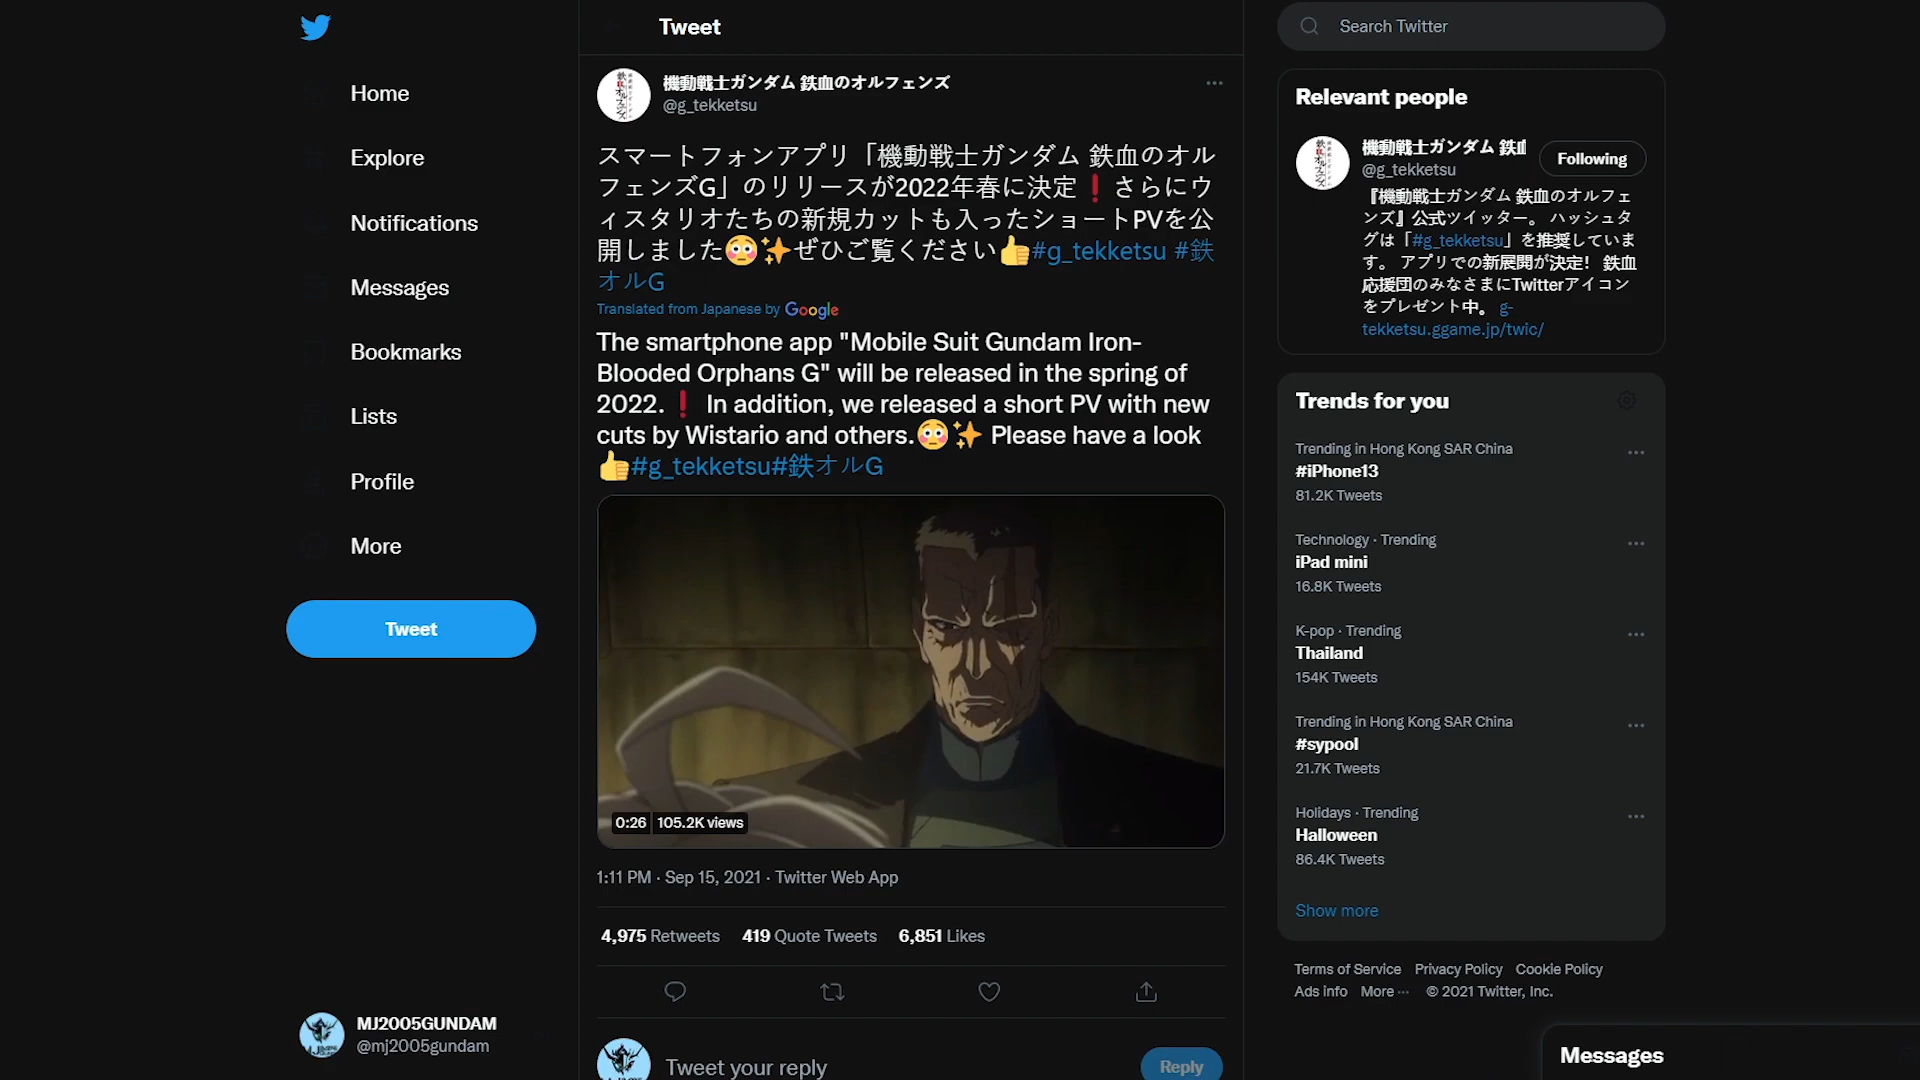 Home
Explore
Notifications
Messages
Bookmarks
Lists
Profile
More
Tweet
MJ2005GUNDAM
@mj2005gundam
Tweet
機動戦士ガンダム 鉄血のオルフェンズ
@g_tekketsu
スマートフォンアプリ「機動戦士ガンダム 鉄血のオル
フェンズG」のリリースが2022年春に決定❗さらにウ
ィスタリオたちの新規カットも入ったショートPVを公
開しました😳✨ぜひご覧ください👍#g_tekketsu #鉄
オルG
Translated from Japanese by Google
The smartphone app "Mobile Suit Gundam Iron-
Blooded Orphans G" will be released in the spring of
2022.❗ In addition, we released a short PV with new
cuts by Wistario and others.😳✨ Please have a look
👍#g_tekketsu#鉄オルG
0:26 105.2K views
1:11 PM · Sep 15, 2021 · Twitter Web App
4,975 Retweets 419 Quote Tweets 6,851 Likes
Tweet your reply
Reply
Search Twitter
Relevant people
機動戦士ガンダム 鉄血
@g_tekketsu
Following
『機動戦士ガンダム 鉄血のオルフェ
ンズ』公式ツイッター。 ハッシュタ
グは「#g_tekketsu」を推奨していま
す。 アプリでの新展開が決定! 鉄血
応援団のみなさまにTwitterアイコン
をプレゼント中。 g-
tekketsu.ggame.jp/twic/
Trends for you
Trending in Hong Kong SAR China
#iPhone13
81.2K Tweets
Technology · Trending
iPad mini
16.8K Tweets
K-pop · Trending
Thailand
154K Tweets
Trending in Hong Kong SAR China
#sypool
21.7K Tweets
Holidays · Trending
Halloween
86.4K Tweets
Show more
Terms of Service Privacy Policy Cookie Policy
Ads info More ··· © 2021 Twitter, Inc.
Messages